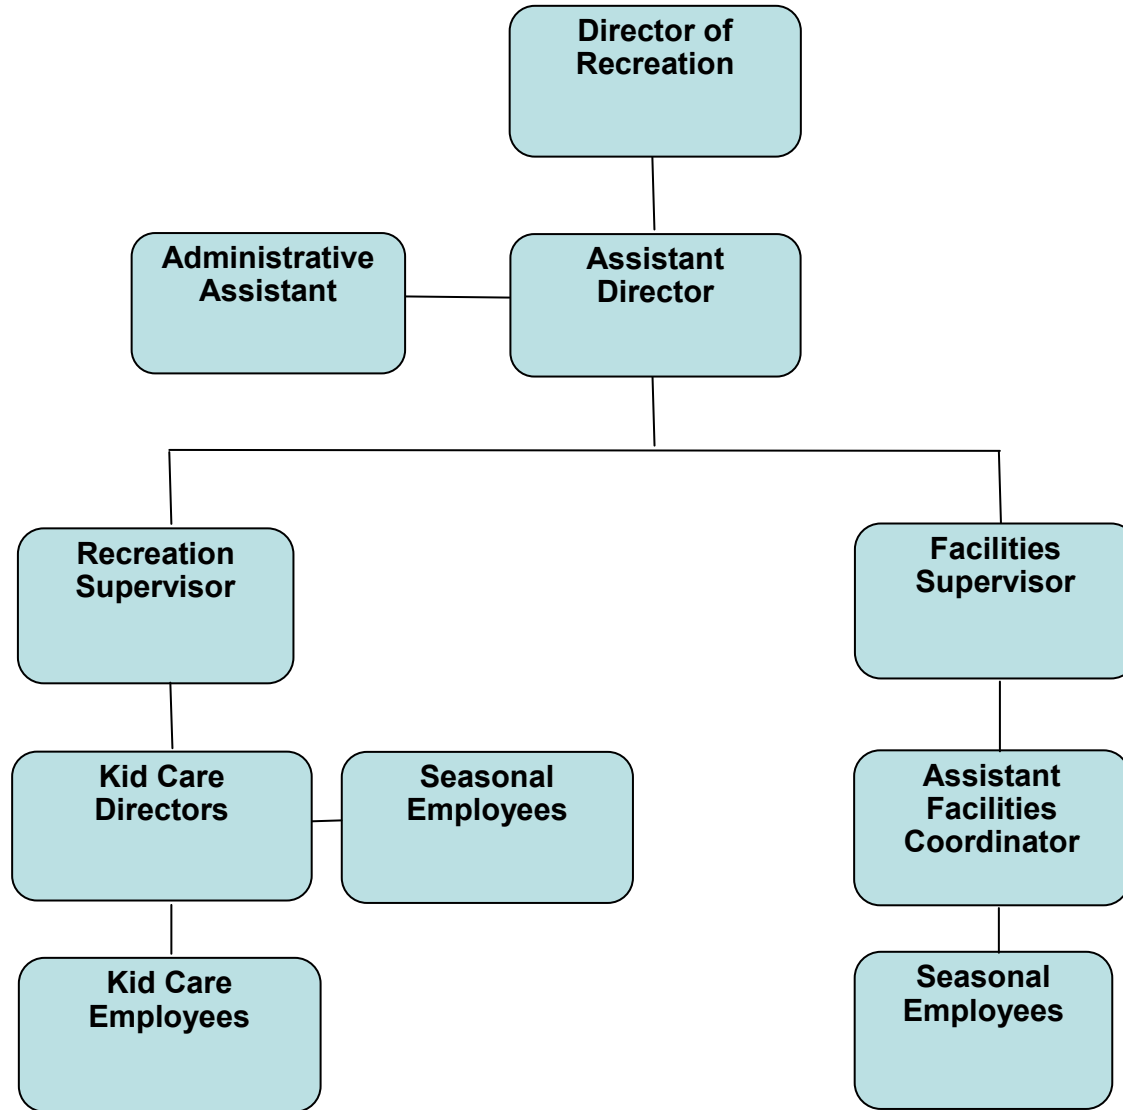 Director of
Recreation
Administrative
Assistant
Assistant
Director
Recreation
Supervisor
Facilities
Supervisor
Kid Care
Directors
Seasonal
Employees
Assistant
Facilities
Coordinator
Kid Care
Employees
Seasonal
Employees